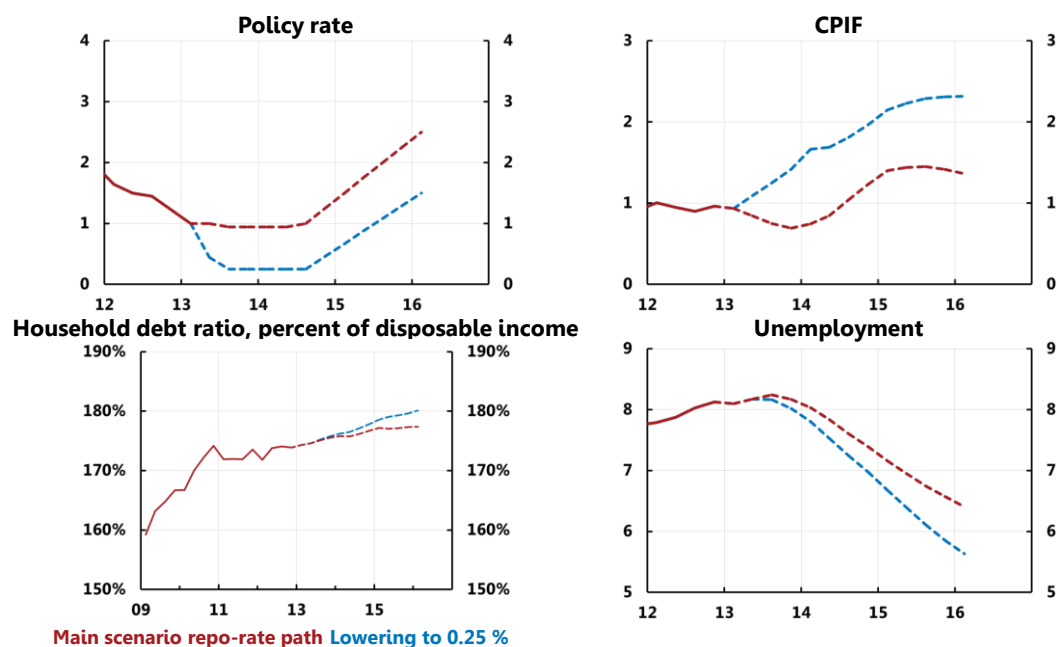 Policy rate
4 4
3 3
2 2
1 1
0 0
12 13 14 15 16
CPIF
3 3
2 2
1 1
0 0
12 13 14 15 16
Household debt ratio, percent of disposable income
190% 190%
180% 180%
170% 170%
160% 160%
150% 150%
09 11 13 15
Unemployment
9 9
8 8
7 7
6 6
5 5
12 13 14 15 16
Main scenario repo-rate path Lowering to 0.25 %